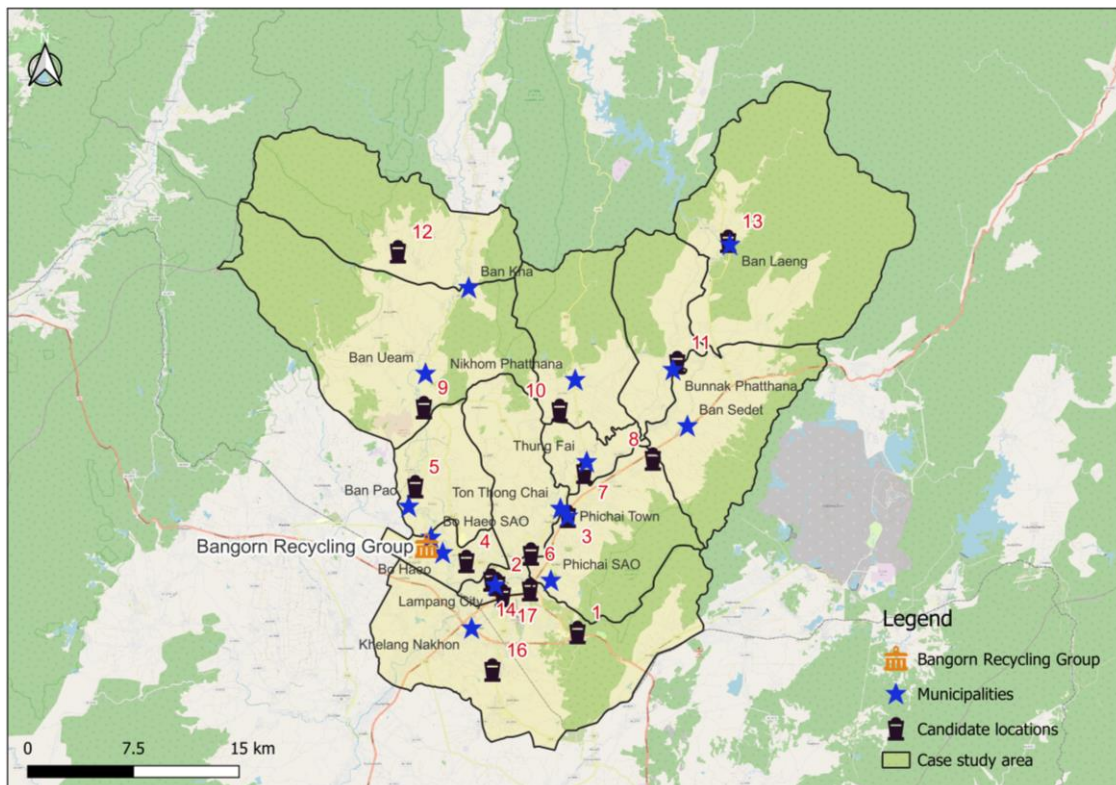 N
13
12
Ban Laeng
Ban Kha
11
Ban Ueam
Nikhom Phatthana
Bunnak Phatthana
9
10
Ban Sedet
8
Thung Fai
5
7
Ban Pao
Ton Thong Chai
Phichai Town
Bo Haeo SAO
3
Bangorn Recycling Group
4
6
2
Phichai SAO
Bo Haeo
Lampang City
14
17
1
Khelang Nakhon
16
Legend
Bangorn Recycling Group
Municipalities
Candidate locations
Case study area
0 7.5 15 km